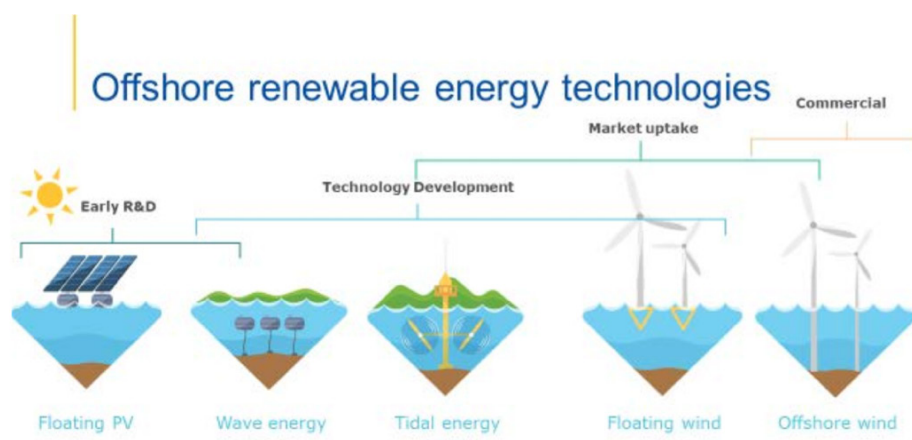 Offshore renewable energy technologies
Commercial
Market uptake
Technology Development
Early R&D
Floating PV
Wave energy
Tidal energy
Floating wind
Offshore wind